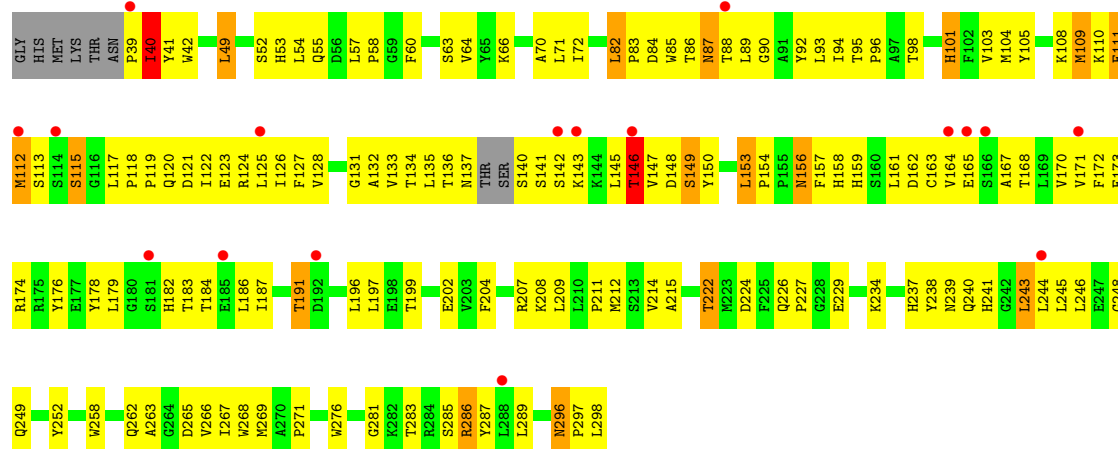 GLY HIS MET LYS THR ASN P39 I40 Y41 W42 L49 S52 H53 L54 Q55 D56 L57 P58 G59 F60 S63 V64 Y65 K66 A70 L71 I72 L82 P83 D84 W85 T86 N87 T88 L89 G90 A91 Y92 L93 I94 T95 P96 A97 T98 H101 F102 V103 M104 Y105 K108 M109 K110
M112 S113 S114 S115 G116 L117 P118 P119 Q120 D121 I122 E123 R124 L125 I126 F127 V128 G131 A132 V133 T134 L135 T136 N137 THR SER S140 S141 S142 K143 K144 L145 T146 V147 D148 S149 Y150 L153 P154 P155 N156 F157 H158 H159 S160 L161 D162 C163 V164 E165 S166 A167 T168 L169 V170 V171 F172
R174 R175 Y176 E177 Y178 L179 G180 S181 H182 T183 T184 E185 L186 I187 T191 D192 L196 L197 E198 T199 E202 V203 F204 R207 K208 L209 L210 P211 M212 S213 V214 A215 T222 M223 D224 F225 Q226 P227 G228 E229 K234 H237 Y238 N239 Q240 H241 G242 L243 L244 L245 L246 E247
Q249 Y252 W258 Q262 A263 G264 D265 V266 I267 W268 M269 A270 P271 W276 G281 K282 T283 R284 S285 R286 Y287 L288 L289 N296 P297 L298